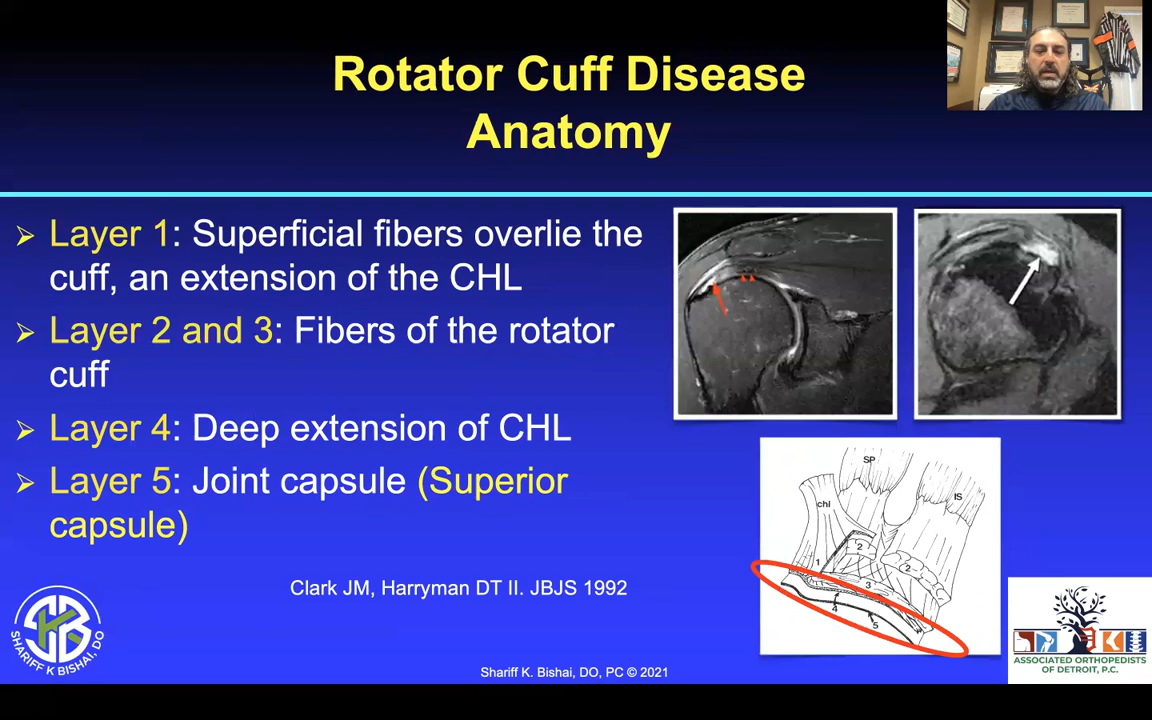 Rotator Cuff Disease
Anatomy
➢ Layer 1: Superficial fibers overlie the
cuff, an extension of the CHL
➢ Layer 2 and 3: Fibers of the rotator
cuff
➢ Layer 4: Deep extension of CHL
➢ Layer 5: Joint capsule (Superior
capsule)
Clark JM, Harryman DT II. JBJS 1992
SP
IS
chl
2
2
1
3
4
5
SKB
SHARIFF K BISHAI, DO
Shariff K. Bishai, DO, PC © 2021
ASSOCIATED ORTHOPEDISTS
OF DETROIT, P.C.